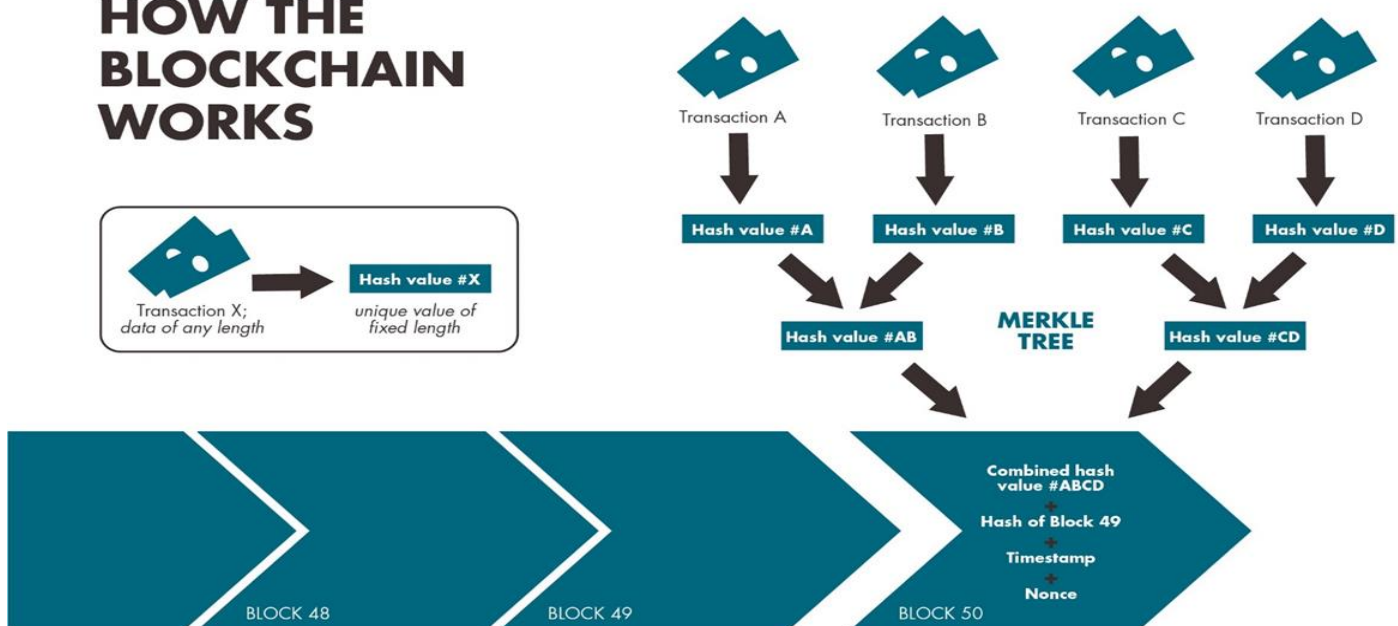 HOW THE
BLOCKCHAIN
WORKS
Transaction A
Transaction B
Transaction C
Transaction D
Hash value #A
Hash value #B
Hash value #C
Hash value #D
Transaction X;
data of any length
Hash value #X
unique value of
fixed length
Hash value #AB
MERKLE
TREE
Hash value #CD
Combined hash
value #ABCD
+
Hash of Block 49
+
Timestamp
+
Nonce
BLOCK 48
BLOCK 49
BLOCK 50